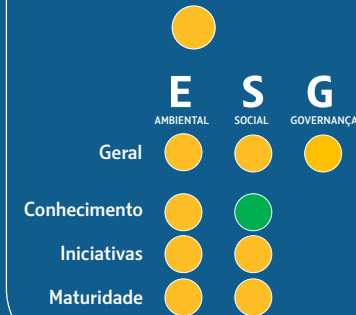 E S G
AMBIENTAL SOCIAL GOVERNANÇA
Geral
Conhecimento
Iniciativas
Maturidade